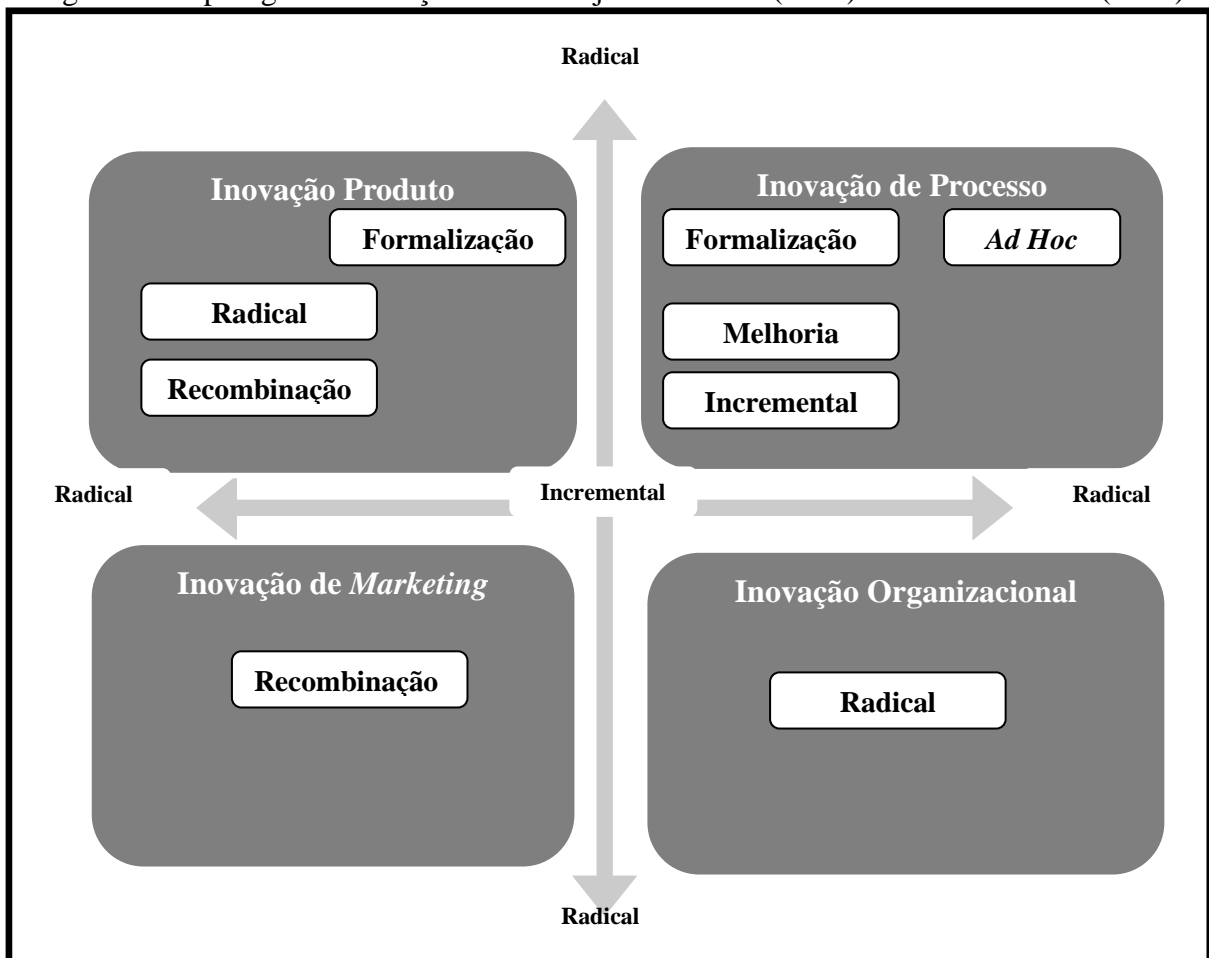 Radical
Inovação Produto
Formalização
Radical
Recombinação
Inovação de Processo
Formalização
Ad Hoc
Melhoria
Incremental
Radical
Incremental
Radical
Inovação de Marketing
Recombinação
Inovação Organizacional
Radical
Radical